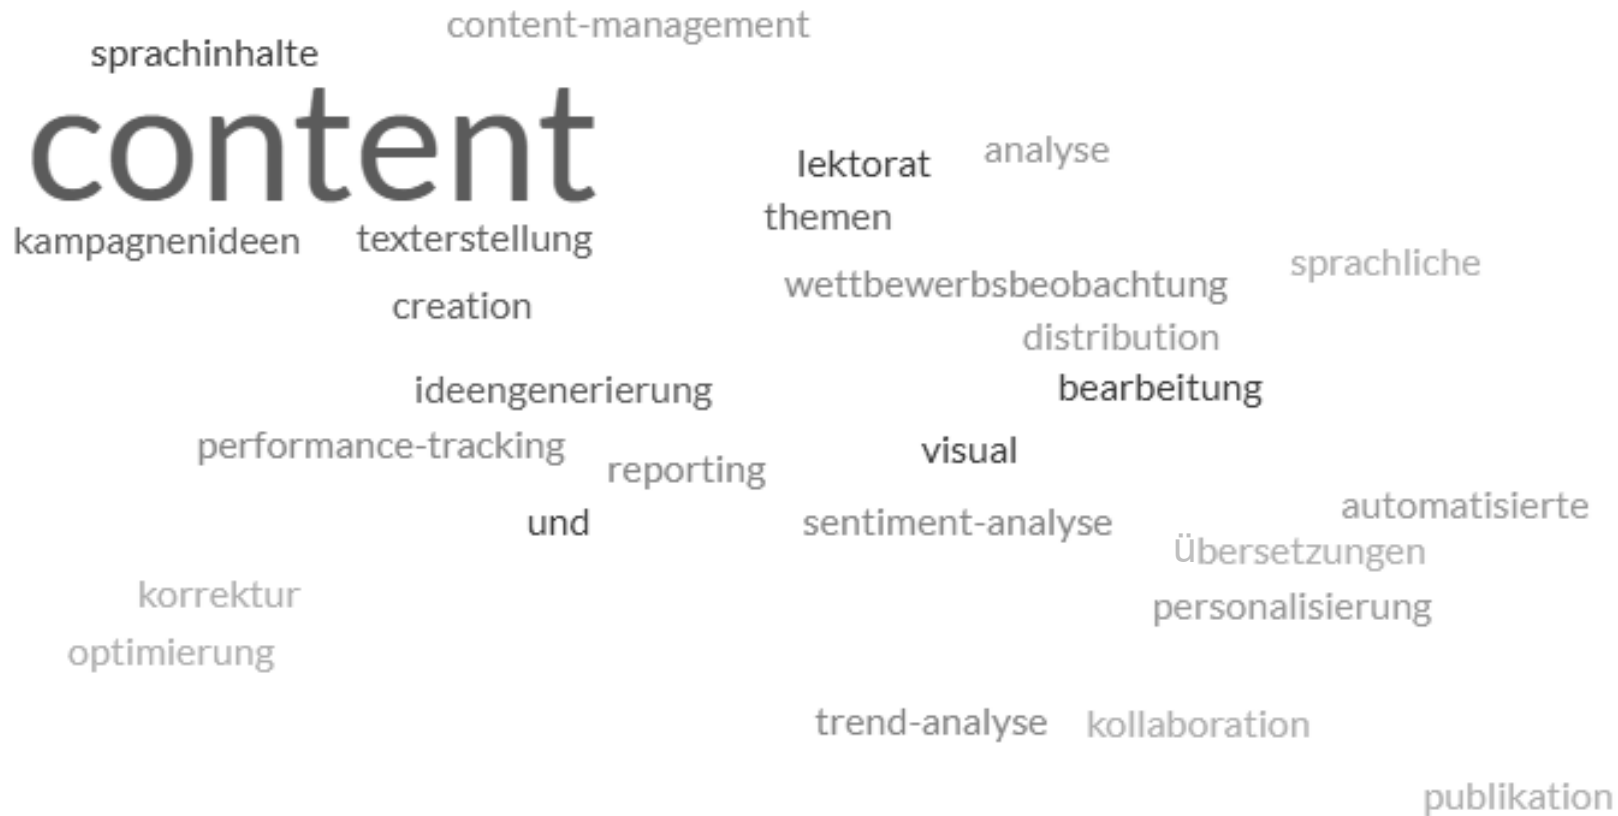 content-management
sprachinhalte
content
lektorat
analyse
themen
kampagnenideen
texterstellung
sprachliche
wettbewerbsbeobachtung
creation
distribution
bearbeitung
ideengenerierung
performance-tracking
visual
reporting
automatisierte
und
sentiment-analyse
übersetzungen
korrektur
personalisierung
optimierung
trend-analyse
kollaboration
publikation